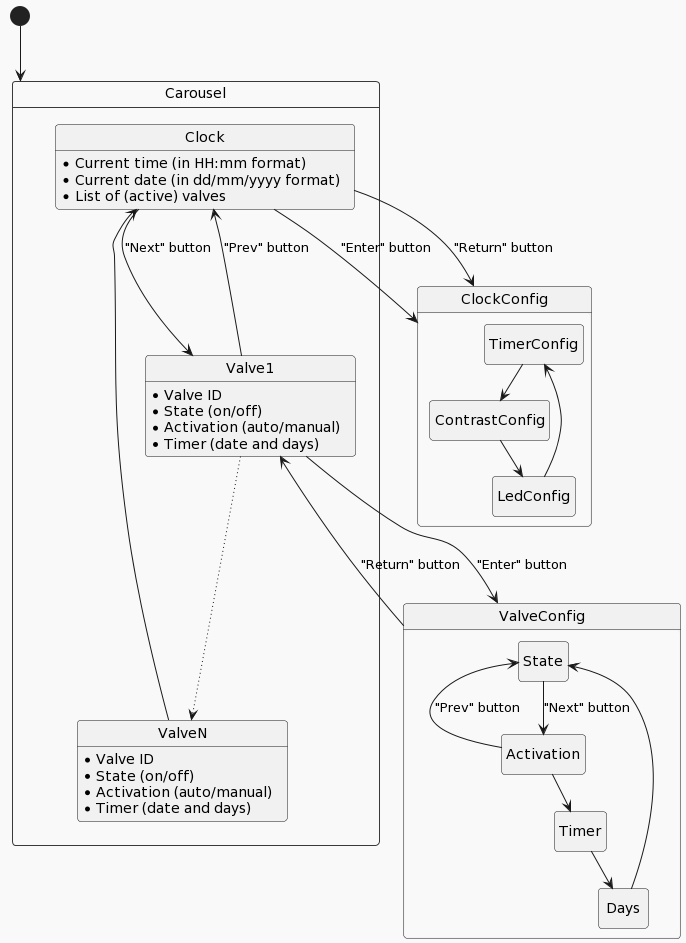 Carousel
Clock
• Current time (in HH:mm format)
• Current date (in dd/mm/yyyy format)
• List of (active) valves
"Next" button
"Prev" button
"Enter" button
"Return" button
ClockConfig
TimerConfig
ContrastConfig
LedConfig
Valve1
• Valve ID
• State (on/off)
• Activation (auto/manual)
• Timer (date and days)
"Return" button
"Enter" button
ValveConfig
State
"Prev" button
"Next" button
Activation
Timer
Days
ValveN
• Valve ID
• State (on/off)
• Activation (auto/manual)
• Timer (date and days)